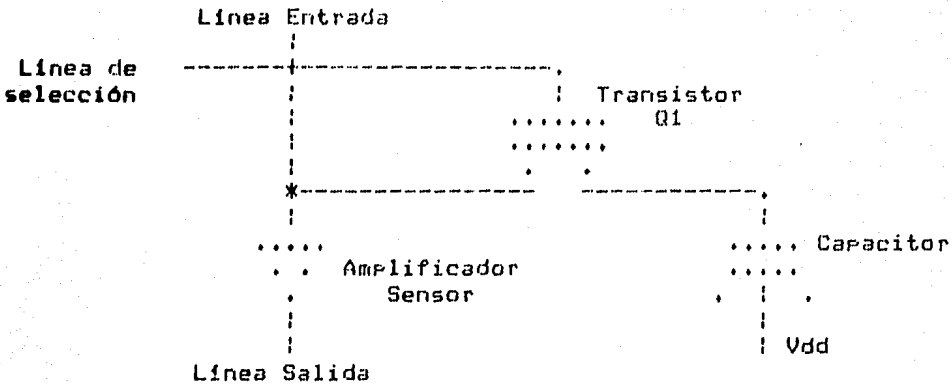 Línea Entrada
Línea de
selección
Transistor
Q1
Capacitor
Amplificador
Sensor
Vdd
Línea Salida